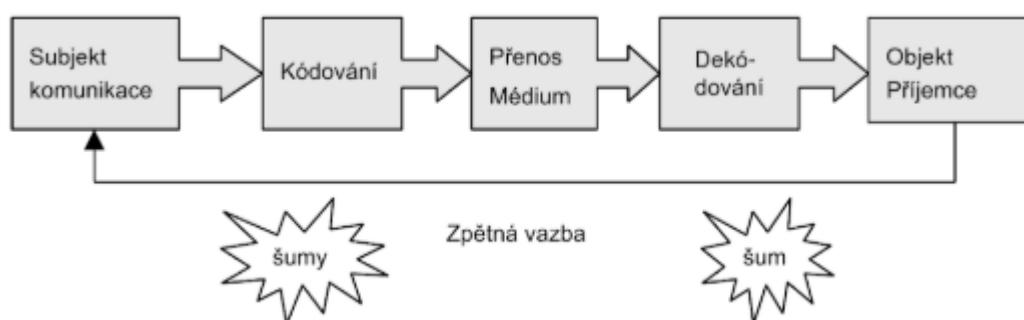 Subjekt
komunikace
Kódování
Přenos
Médium
Dekó-
dování
Objekt
Příjemce
Zpětná vazba
šumy
šum